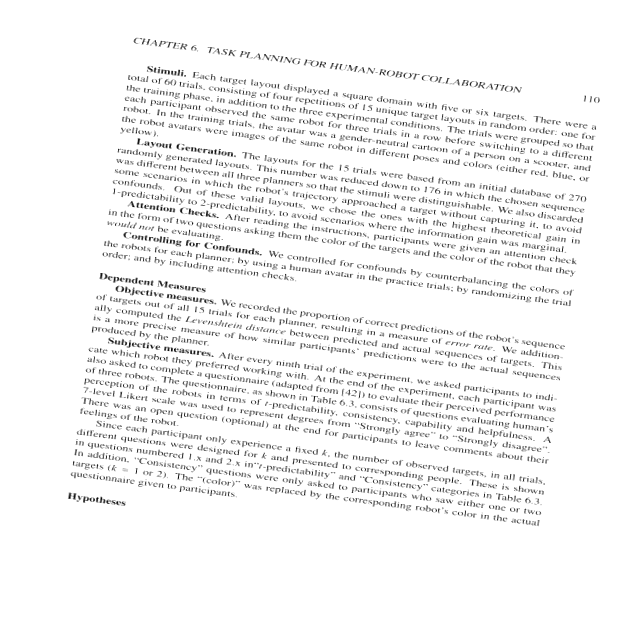 CHAPTER 6. TASK PLANNING FOR HUMAN-ROBOT COLLABORATION 110
Stimuli. Each target layout displayed a square domain with five or six targets. There were a
total of 60 trials, consisting of four repetitions of 15 unique target layouts in random order: one for
the training phase, in addition to the three experimental conditions. The trials were grouped so that
each participant observed the same robot for three trials in a row before switching to a different
robot. In the training trials, the avatar was a gender-neutral cartoon of a person on a scooter, and
the robot avatars were images of the same robot in different poses and colors (either red, blue, or
yellow).
Layout Generation. The layouts for the 15 trials were based from an initial database of 270
randomly generated layouts. This number was reduced down to 176 in which the chosen sequence
was different between all three planners so that the stimuli were distinguishable. We also discarded
some scenarios in which the robot's trajectory approached a target without capturing it, to avoid
confounds. Out of these valid layouts, we chose the ones with the highest theoretical gain in
1-predictability to 2-predictability, to avoid scenarios where the information gain was marginal.
Attention Checks. After reading the instructions, participants were given an attention check
in the form of two questions asking them the color of the targets and the color of the robot that they
would not be evaluating.
Controlling for Confounds. We controlled for confounds by counterbalancing the colors of
the robots for each planner; by using a human avatar in the practice trials; by randomizing the trial
order; and by including attention checks.
Dependent Measures
Objective measures. We recorded the proportion of correct predictions of the robot's sequence
of targets out of all 15 trials for each planner, resulting in a measure of error rate. We addition-
ally computed the Levenshtein distance between predicted and actual sequences of targets. This
is a more precise measure of how similar participants' predictions were to the actual sequences
produced by the planner.
Subjective measures. After every ninth trial of the experiment, we asked participants to indi-
cate which robot they preferred working with. At the end of the experiment, each participant was
also asked to complete a questionnaire (adapted from [42]) to evaluate their perceived performance
of three robots. The questionnaire, as shown in Table 6.3, consists of questions evaluating human's
perception of the robots in terms of t-predictability, consistency, capability and helpfulness. A
7-level Likert scale was used to represent degrees from "Strongly agree" to "Strongly disagree".
There was an open question (optional) at the end for participants to leave comments about their
feelings of the robot.
Since each participant only experience a fixed k, the number of observed targets, in all trials,
different questions were designed for k and presented to corresponding people. These is shown
in questions numbered 1.x and 2.x in"t-predictability" and "Consistency" categories in Table 6.3.
In addition, "Consistency" questions were only asked to participants who saw either one or two
targets (k = 1 or 2). The "(color)" was replaced by the corresponding robot's color in the actual
questionnaire given to participants.
Hypotheses